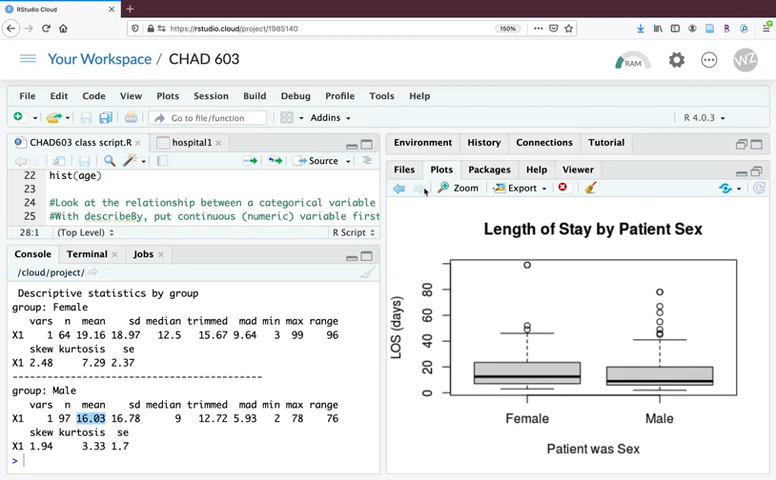 RStudio Cloud
https://rstudio.cloud/project/1985140
150%
Your Workspace / CHAD 603
RAM
WZ
File Edit Code View Plots Session Build Debug Profile Tools Help
Go to file/function
Addins
R 4.0.3
CHAD603 class script.R
hospital1
Source
22 hist(age)
23
24 #Look at the relationship between a categorical variable
25 #With describeBy, put continuous (numeric) variable first
28:1 (Top Level) R Script
Console Terminal Jobs
/cloud/project/
Descriptive statistics by group
group: Female
vars n mean sd median trimmed mad min max range
X1 1 64 19.16 18.97 12.5 15.67 9.64 3 99 96
skew kurtosis se
X1 2.48 7.29 2.37
------------------------------------------------
group: Male
vars n mean sd median trimmed mad min max range
X1 1 97 16.03 16.78 9 12.72 5.93 2 78 76
skew kurtosis se
X1 1.94 3.33 1.7
>
Environment History Connections Tutorial
Files Plots Packages Help Viewer
Zoom Export
Length of Stay by Patient Sex
LOS (days)
80
60
40
20
0
Female Male
Patient was Sex